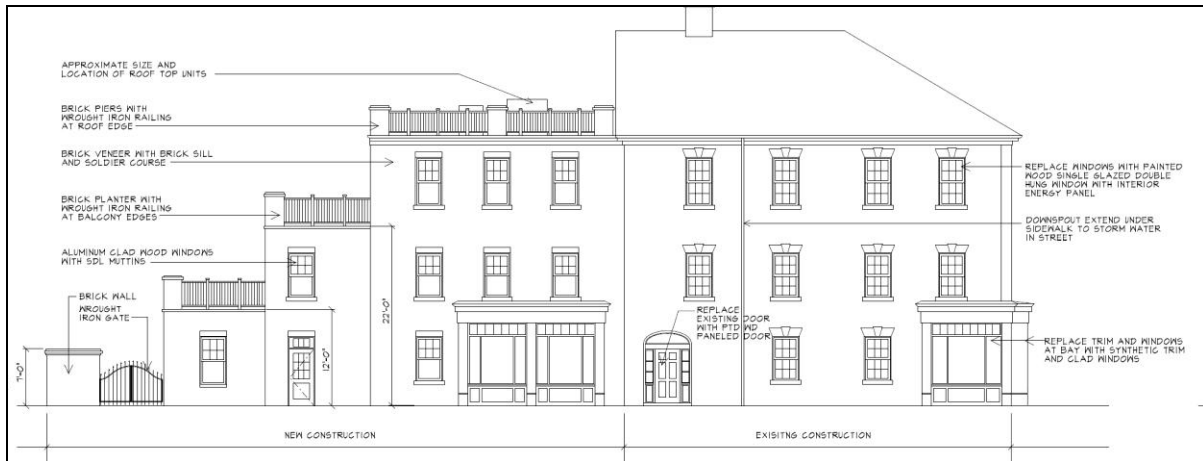 APPROXIMATE SIZE AND
LOCATION OF ROOF TOP UNITS
BRICK PIERS WITH
WROUGHT IRON RAILING
AT ROOF EDGE
BRICK VENEER WITH BRICK SILL
AND SOLDIER COURSE
BRICK PLANTER WITH
WROUGHT IRON RAILING
AT BALCONY EDGES
ALUMINUM CLAD WOOD WINDOWS
WITH SDL MUTTINS
BRICK WALL
WROUGHT
IRON GATE
7'-0"
12'-0"
22'-0"
REPLACE
EXISTING DOOR
WITH PTD WD
PANELED DOOR
REPLACE WINDOWS WITH PAINTED
WOOD SINGLE GLAZED DOUBLE
HUNG WINDOW WITH INTERIOR
ENERGY PANEL
DOWNSPOUT EXTEND UNDER
SIDEWALK TO STORM WATER
IN STREET
REPLACE TRIM AND WINDOWS
AT BAY WITH SYNTHETIC TRIM
AND CLAD WINDOWS
NEW CONSTRUCTION
EXISITNG CONSTRUCTION